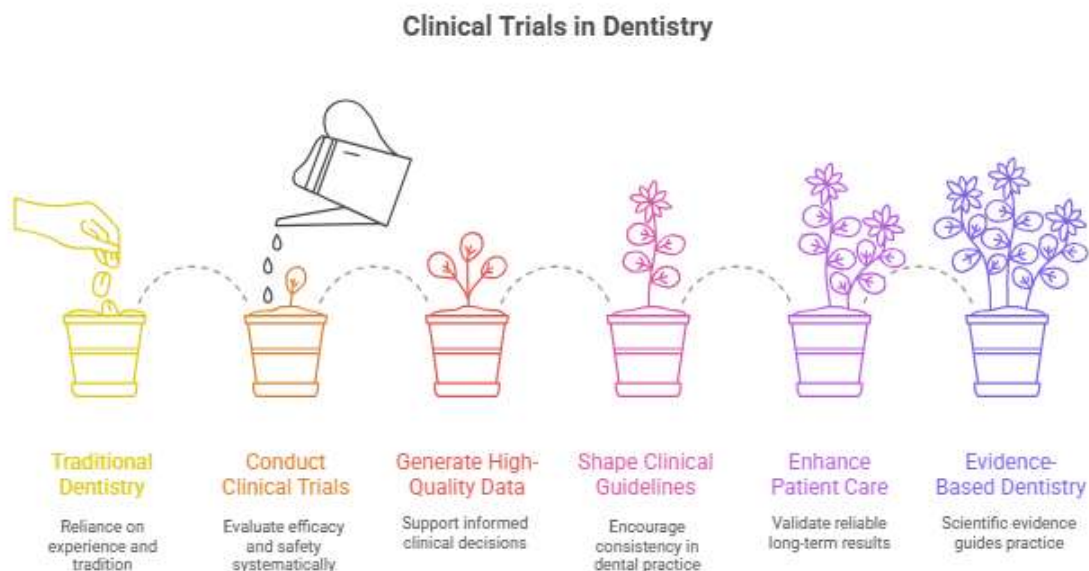 Clinical Trials in Dentistry
Traditional
Dentistry
Reliance on
experience and
tradition
Conduct
Clinical Trials
Evaluate efficacy
and safety
systematically
Generate High-
Quality Data
Support informed
clinical decisions
Shape Clinical
Guidelines
Encourage
consistency in
dental practice
Enhance
Patient Care
Validate reliable
long-term results
Evidence-
Based Dentistry
Scientific evidence
guides practice